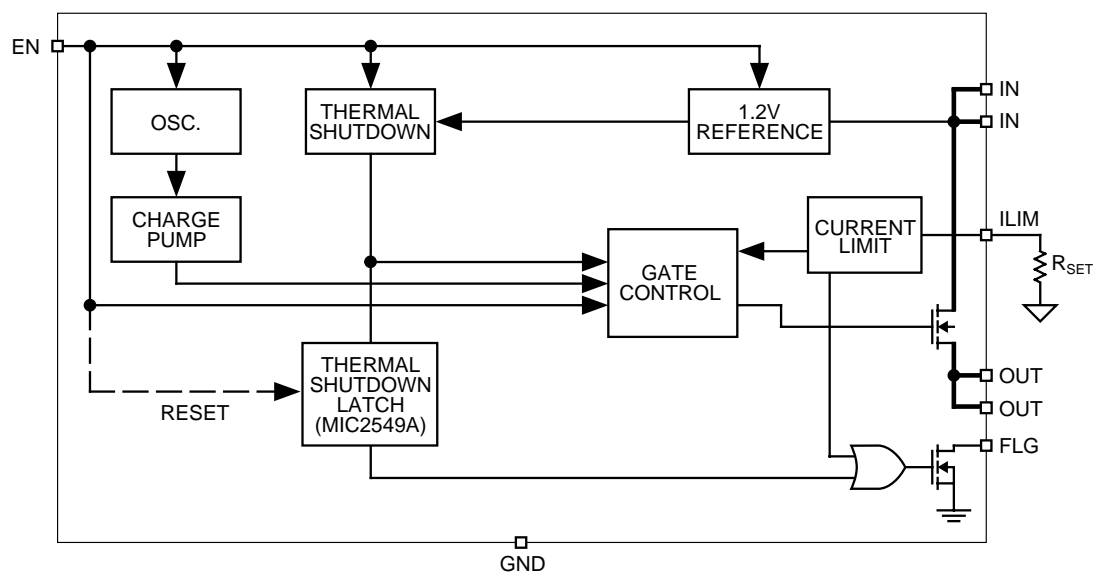 EN
OSC.
THERMAL
SHUTDOWN
1.2V
REFERENCE
IN
IN
CHARGE
PUMP
GATE
CONTROL
CURRENT
LIMIT
ILIM
RSET
THERMAL
SHUTDOWN
LATCH
(MIC2549A)
RESET
OUT
OUT
FLG
GND